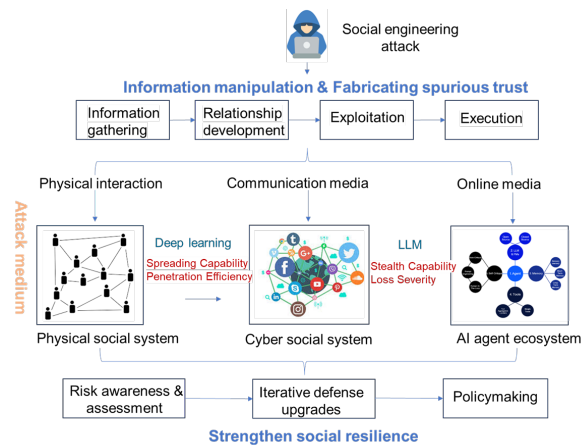 Social engineering
attack
Information manipulation & Fabricating spurious trust
Information
gathering
Relationship
development
Exploitation
Execution
Physical interaction
Communication media
Online media
Attack medium
Deep learning
Spreading Capability
Penetration Efficiency
LLM
Stealth Capability
Loss Severity
Physical social system
Cyber social system
AI agent ecosystem
Risk awareness &
assessment
Iterative defense
upgrades
Policymaking
Strengthen social resilience